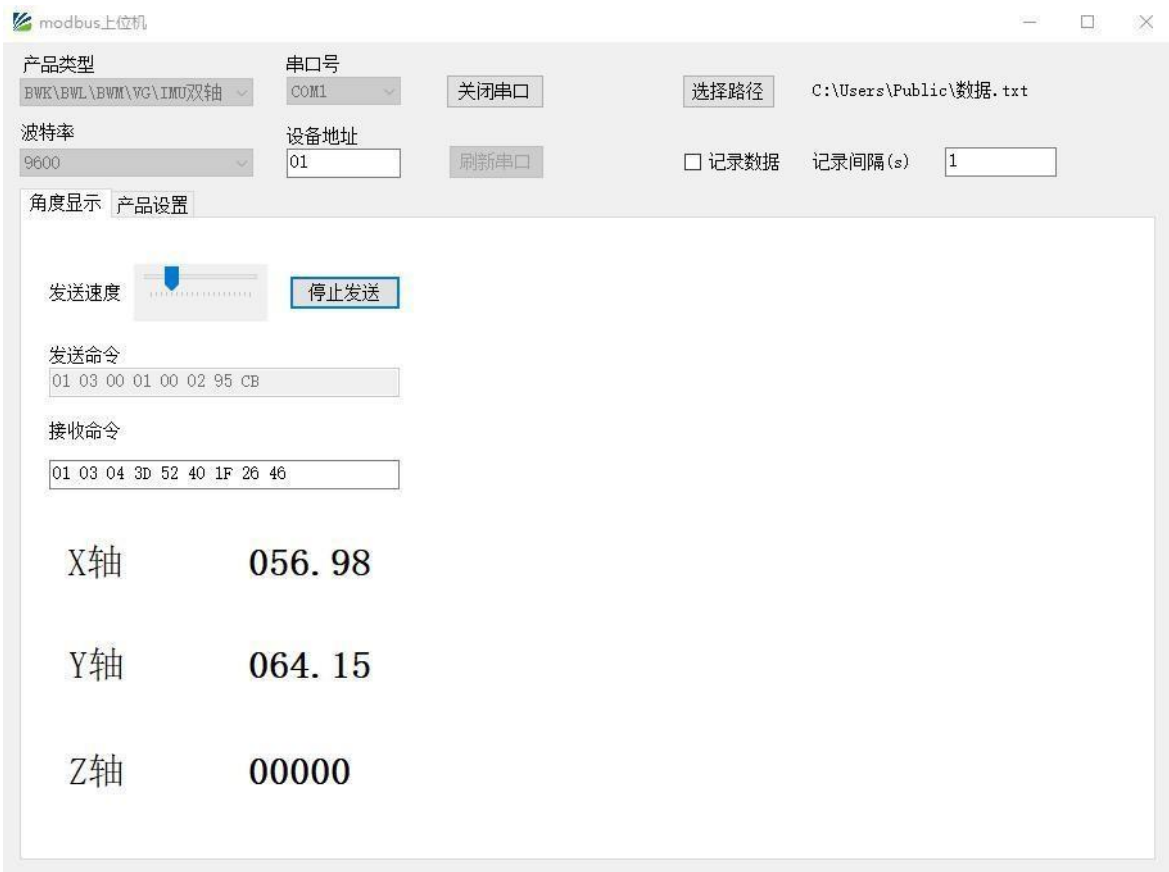 modbus上位机
产品类型
串口号
BWK\BWL\BWM\VG\IMU双轴
COM1
关闭串口
选择路径
C:\Users\Public\数据.txt
波特率
设备地址
9600
01
刷新串口
记录数据
记录间隔(s)
1
角度显示
产品设置
发送速度
停止发送
发送命令
01 03 00 01 00 02 95 CB
接收命令
01 03 04 3D 52 40 1F 26 46
X轴 056.98
Y轴 064.15
Z轴 00000